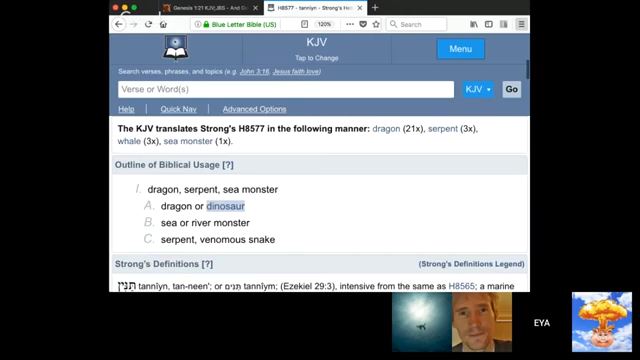 Genesis 1:21 KJV;JBS - And G
H8577 - tanniyn - Strong's He
Blue Letter Bible (US)
120%
KJV
Tap to Change
Menu
Search verses, phrases, and topics (e.g. John 3:16, Jesus faith love)
Verse or Word(s)
KJV
Go
Help Quick Nav Advanced Options
The KJV translates Strong's H8577 in the following manner: dragon (21x), serpent (3x),
whale (3x), sea monster (1x).
Outline of Biblical Usage [?]
I. dragon, serpent, sea monster
A. dragon or dinosaur
B. sea or river monster
C. serpent, venomous snake
Strong's Definitions [?] (Strong's Definitions Legend)
תַּנִּין tannîyn, tan-neen'; or תַּנִּים tannîym; (Ezekiel 29:3), intensive from the same as H8565; a marine
EYA